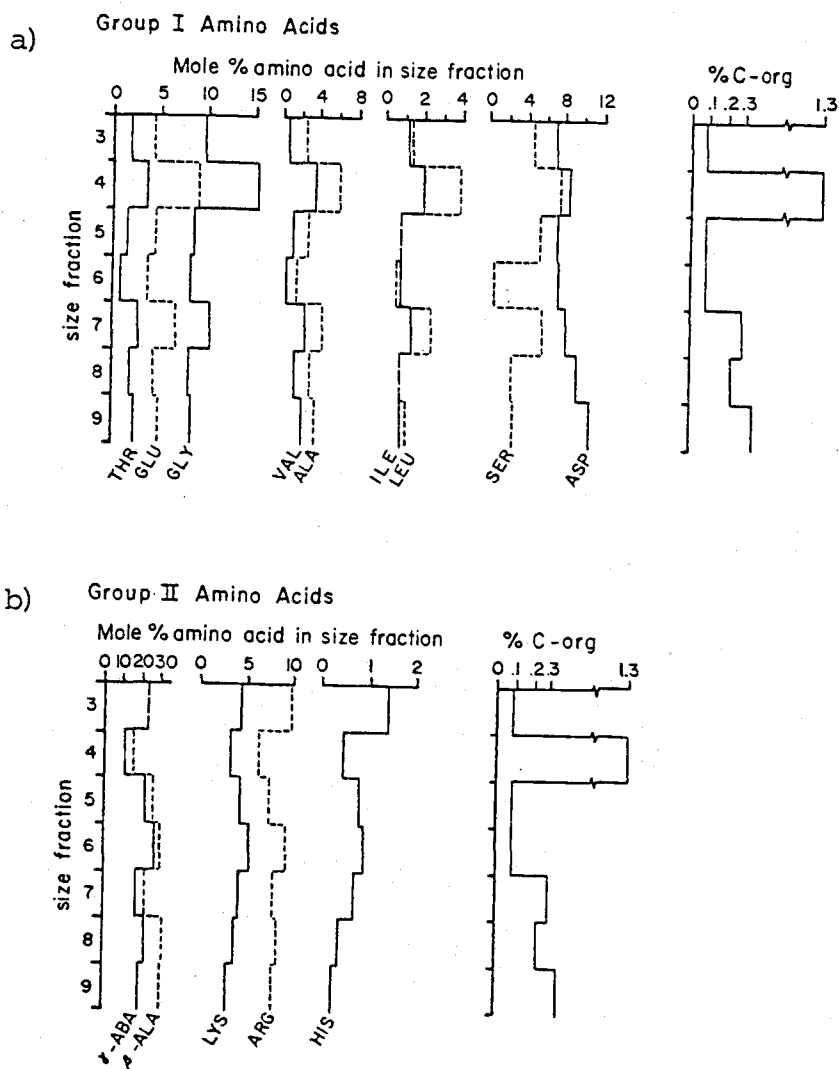 a)
Group I Amino Acids
Mole % amino acid in size fraction
% C-org
0 10 15
0 4 8
0 2 4
0 4 8 12
0 .1 .2 .3 1.3
size fraction
3
4
5
6
7
8
9
THR
GLU
GLY
VAL
ALA
ILE
LEU
SER
ASP
b)
Group II Amino Acids
Mole % amino acid in size fraction
% C-org
0 10 20 30
0 5 10
0 1 2
0 .1 .2 .3 1.3
size fraction
3
4
5
6
7
8
9
γ-ABA
β-ALA
LYS
ARG
HIS